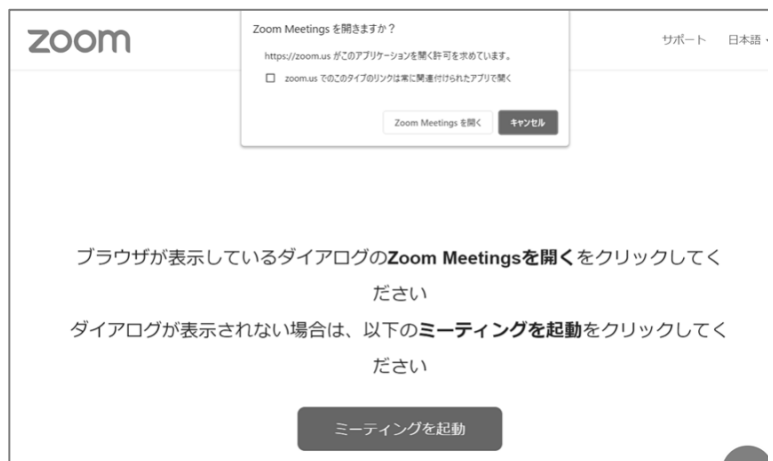 zoom
Zoom Meetings を開きますか？
https://zoom.us がこのアプリケーションを開く許可を求めています。
zoom.us でのこのタイプのリンクは常に関連付けられたアプリで開く
Zoom Meetings を開く
キャンセル
サポート
日本語
ブラウザが表示しているダイアログのZoom Meetingsを開くをクリックしてく
ださい
ダイアログが表示されない場合は、以下のミーティングを起動をクリックしてく
ださい
ミーティングを起動